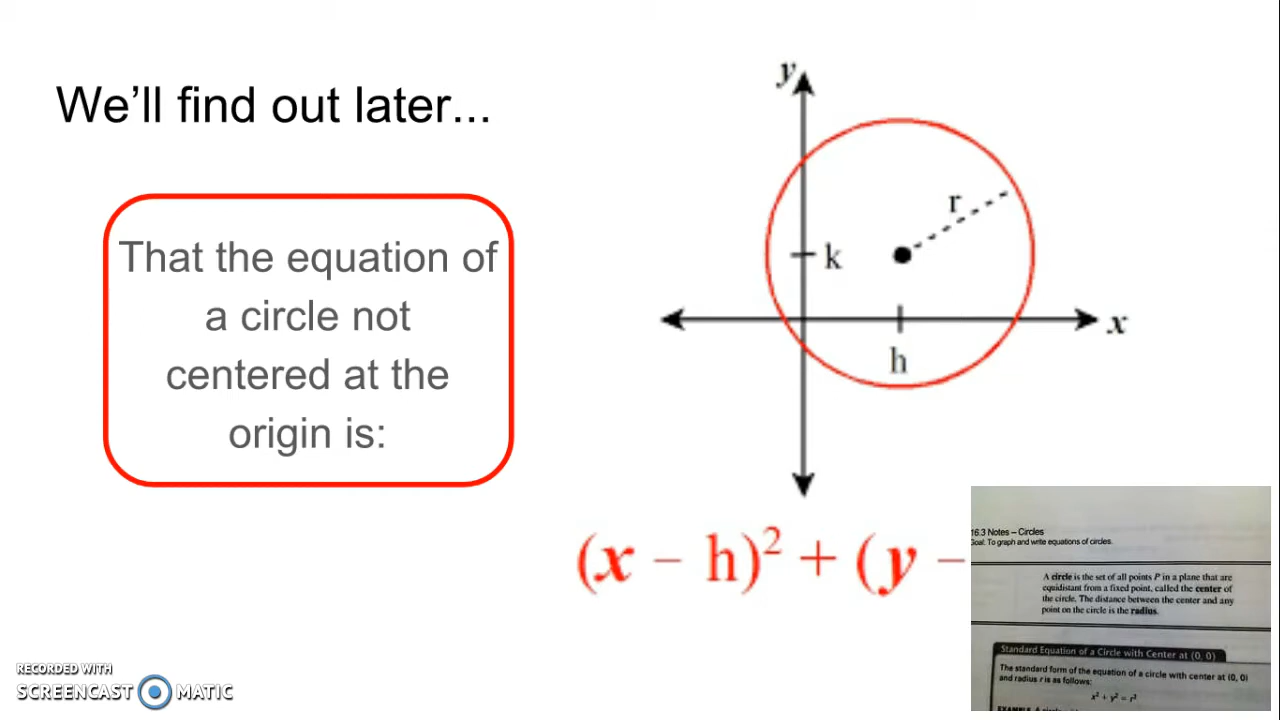 We'll find out later...
That the equation of
a circle not
centered at the
origin is:
y
r
k
x
h
(x – h)² + (y –
16.3 Notes – Circles
Goal: To graph and write equations of circles.
A circle is the set of all points P in a plane that are
equidistant from a fixed point, called the center of
the circle. The distance between the center and any
point on the circle is the radius.
Standard Equation of a Circle with Center at (0, 0)
The standard form of the equation of a circle with center at (0, 0)
and radius r is as follows:
x² + y² = r²
RECORDED WITH
SCREENCAST MATIC